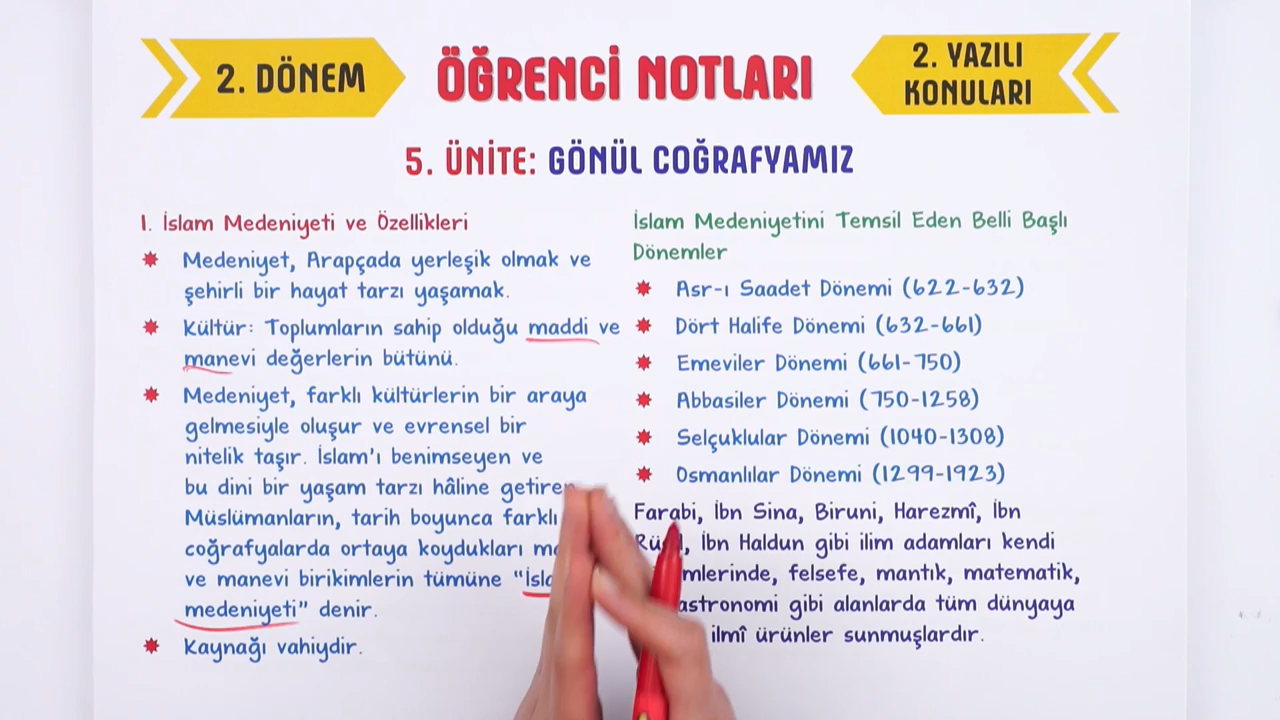 2. DÖNEM
ÖĞRENCİ NOTLARI
2. YAZILI
KONULARI
5. ÜNİTE: GÖNÜL COĞRAFYAMIZ
1. İslam Medeniyeti ve Özellikleri
Medeniyet, Arapçada yerleşik olmak ve
şehirli bir hayat tarzı yaşamak.
Kültür: Toplumların sahip olduğu maddi ve
manevi değerlerin bütünü.
Medeniyet, farklı kültürlerin bir araya
gelmesiyle oluşur ve evrensel bir
nitelik taşır. İslam'ı benimseyen ve
bu dini bir yaşam tarzı hâline getiren
Müslümanların, tarih boyunca farklı
coğrafyalarda ortaya koydukları
ve manevi birikimlerin tümüne
medeniyeti" denir.
Kaynağı vahiydir.
İslam Medeniyetini Temsil Eden Belli Başlı
Dönemler
Asr-ı Saadet Dönemi (622-632)
Dört Halife Dönemi (632-661)
Emeviler Dönemi (661-750)
Abbasiler Dönemi (750-1258)
Selçuklular Dönemi (1040-1308)
Osmanlılar Dönemi (1299-1923)
Farabi, İbn Sina, Biruni, Harezmî, İbn
İbn Haldun gibi ilim adamları kendi
felsefe, mantık, matematik,
astronomi gibi alanlarda tüm dünyaya
ilmî ürünler sunmuşlardır.